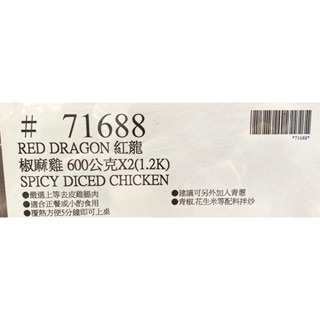 # 71688
*71688*
RED DRAGON 紅龍
椒麻雞 600公克X2(1.2K)
SPICY DICED CHICKEN
●嚴選上等去皮雞腿肉
●適合正餐或小酌食用
●覆熱方便5分鐘即可上桌
●建議可另外加入青蔥
●青椒,花生米等配料拌炒